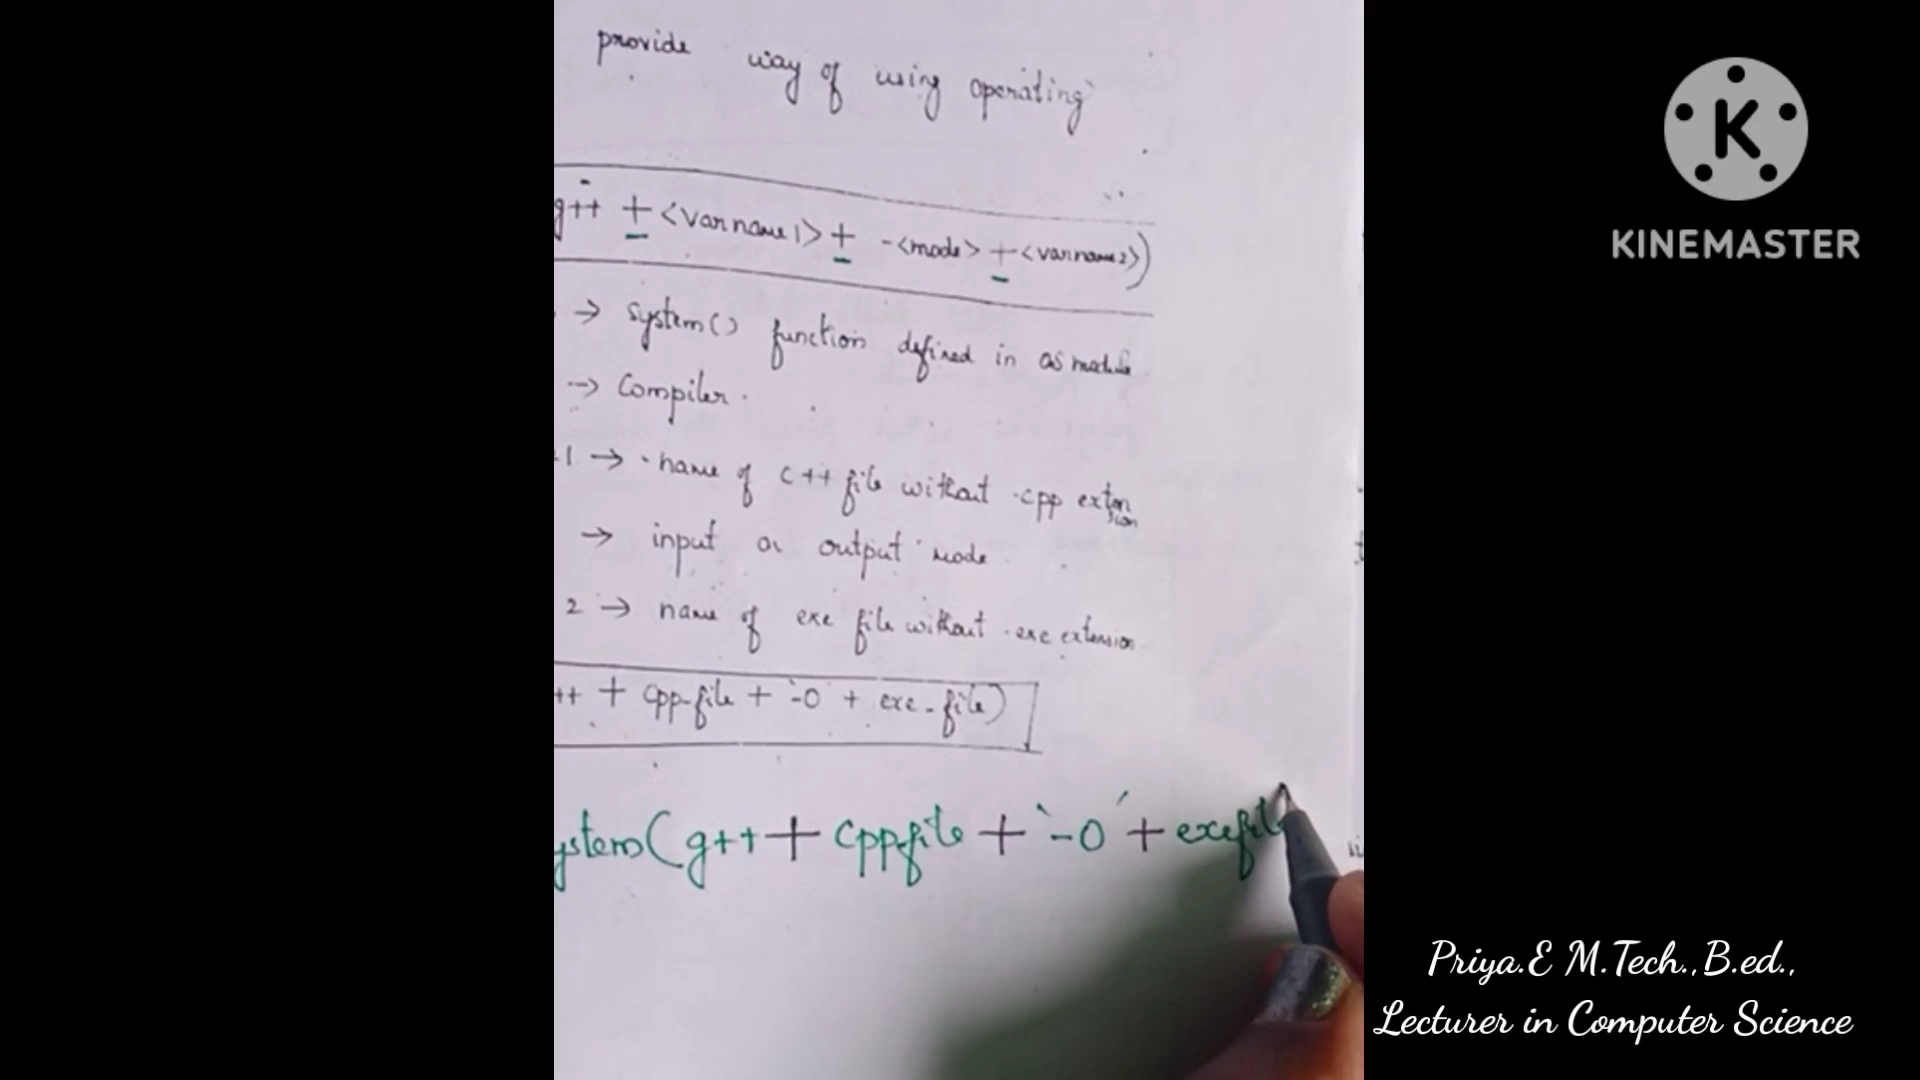 provide way of using operating
g++ + <varname1> + -<mode> + <varname2>)
→ system() function defined in os module
→ Compiler.
1 → name of c++ file without .cpp extension
→ input or output mode
2 → name of exe file without .exe extension
++ + cpp-file + '-o' + exe-file)
ystem(g++ + cppfile + '-o' + exefile
KINEMASTER
Priya.E M.Tech.,B.ed.,
Lecturer in Computer Science